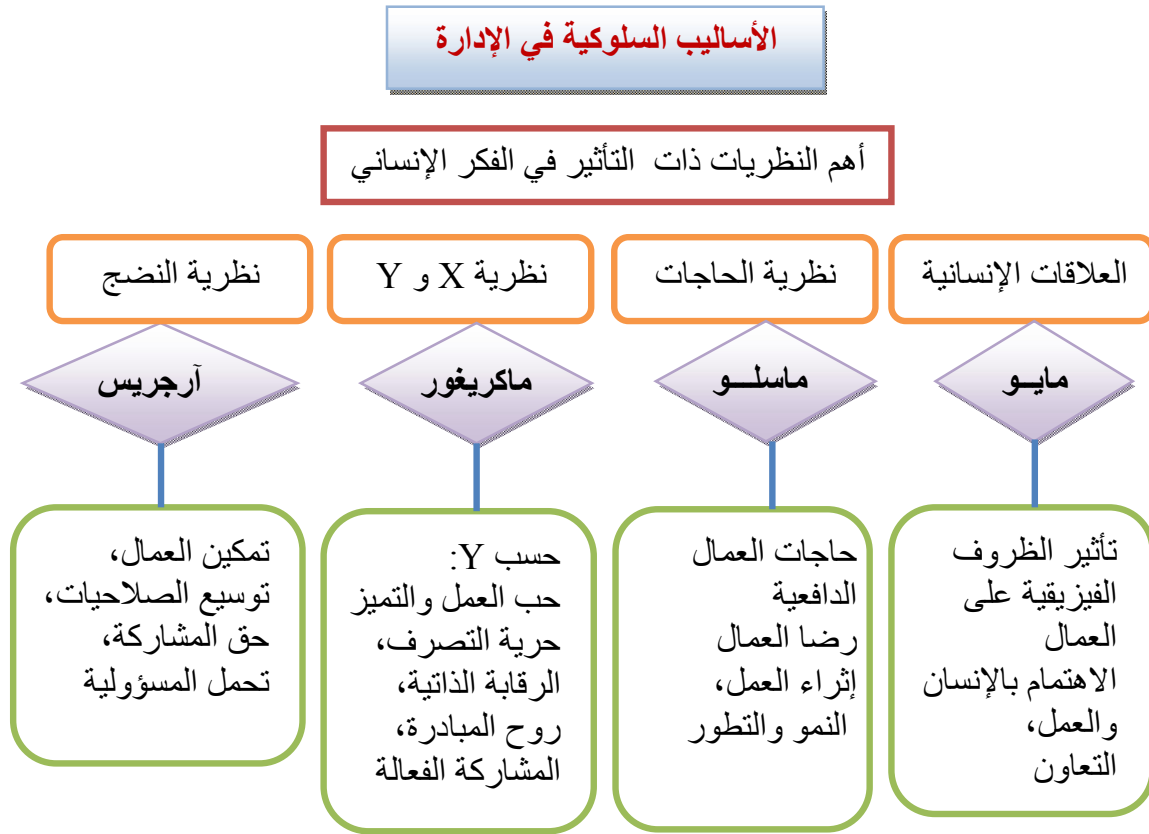 الأساليب السلوكية في الإدارة
أهم النظريات ذات التأثير في الفكر الإنساني
العلاقات الإنسانية
نظرية الحاجات
نظرية X و Y
نظرية النضج
مايــو
ماسلــو
ماكريغور
آرجريس
تأثير الظروف
الفيزيقية على
العمال
الاهتمام بالإنسان
والعمل،
التعاون
حاجات العمال
الدافعية
رضا العمال
إثراء العمل،
النمو والتطور
حسب Y:
حب العمل والتميز
حرية التصرف،
الرقابة الذاتية،
روح المبادرة،
المشاركة الفعالة
تمكين العمال،
توسيع الصلاحيات،
حق المشاركة،
تحمل المسؤولية